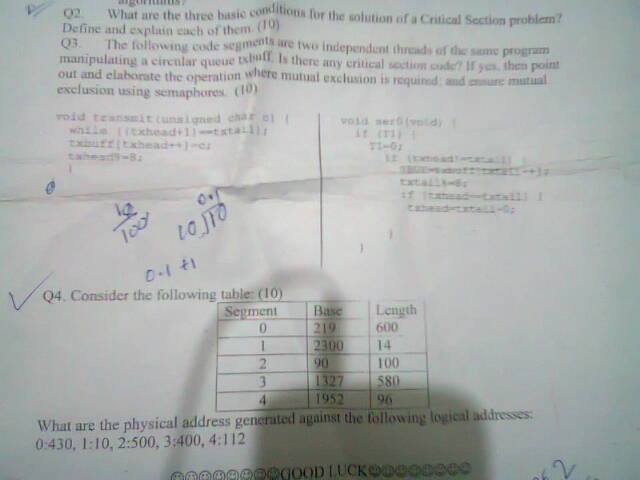 Q2. What are the three basic conditions for the solution of a Critical Section problem?
Define and explain each of them. (10)
Q3. The following code segments are two independent threads of the same program
manipulating a circular queue txbuff. Is there any critical section code? If yes, then point
out and elaborate the operation where mutual exclusion is required; and ensure mutual
exclusion using semaphores. (10)
void transmit(unsigned char c) {
while ((txhead+1)==txtail);
txbuff[txhead++]=c;
txhead%=8;
}
void ser0(void) {
if (TI) {
TI=0;
if (txhead!=txtail) {
txtail%=8;
if (txhead==txtail) {
txhead=txtail=0;
}
}
10
100
0.1
10√10
0.1 +1
Q4. Consider the following table: (10)
Segment Base Length
0 219 600
1 2300 14
2 90 100
3 1327 580
4 1952 96
What are the physical address generated against the following logical addresses:
0:430, 1:10, 2:500, 3:400, 4:112
GOOD LUCK